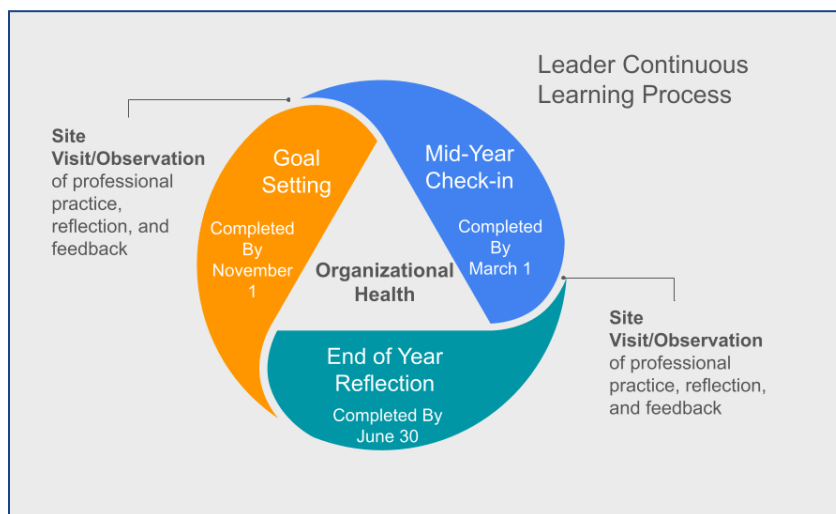 Leader Continuous
Learning Process
Site
Visit/Observation
of professional
practice,
reflection, and
feedback
Goal
Setting
Completed
By
November
1
Mid-Year
Check-in
Completed
By
March 1
Organizational
Health
End of Year
Reflection
Completed By
June 30
Site
Visit/Observation
of professional
practice, reflection,
and feedback